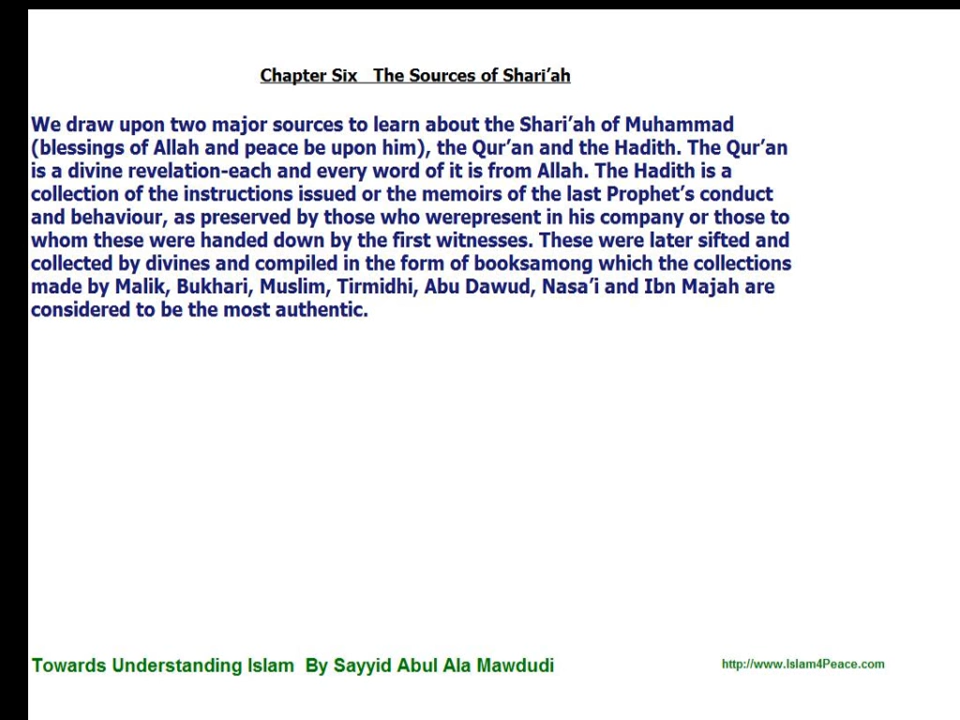 Chapter Six   The Sources of Shari’ah
We draw upon two major sources to learn about the Shari’ah of Muhammad
(blessings of Allah and peace be upon him), the Qur’an and the Hadith. The Qur’an
is a divine revelation-each and every word of it is from Allah. The Hadith is a
collection of the instructions issued or the memoirs of the last Prophet’s conduct
and behaviour, as preserved by those who werepresent in his company or those to
whom these were handed down by the first witnesses. These were later sifted and
collected by divines and compiled in the form of booksamong which the collections
made by Malik, Bukhari, Muslim, Tirmidhi, Abu Dawud, Nasa’i and Ibn Majah are
considered to be the most authentic.
Towards Understanding Islam  By Sayyid Abul Ala Mawdudi
http://www.Islam4Peace.com